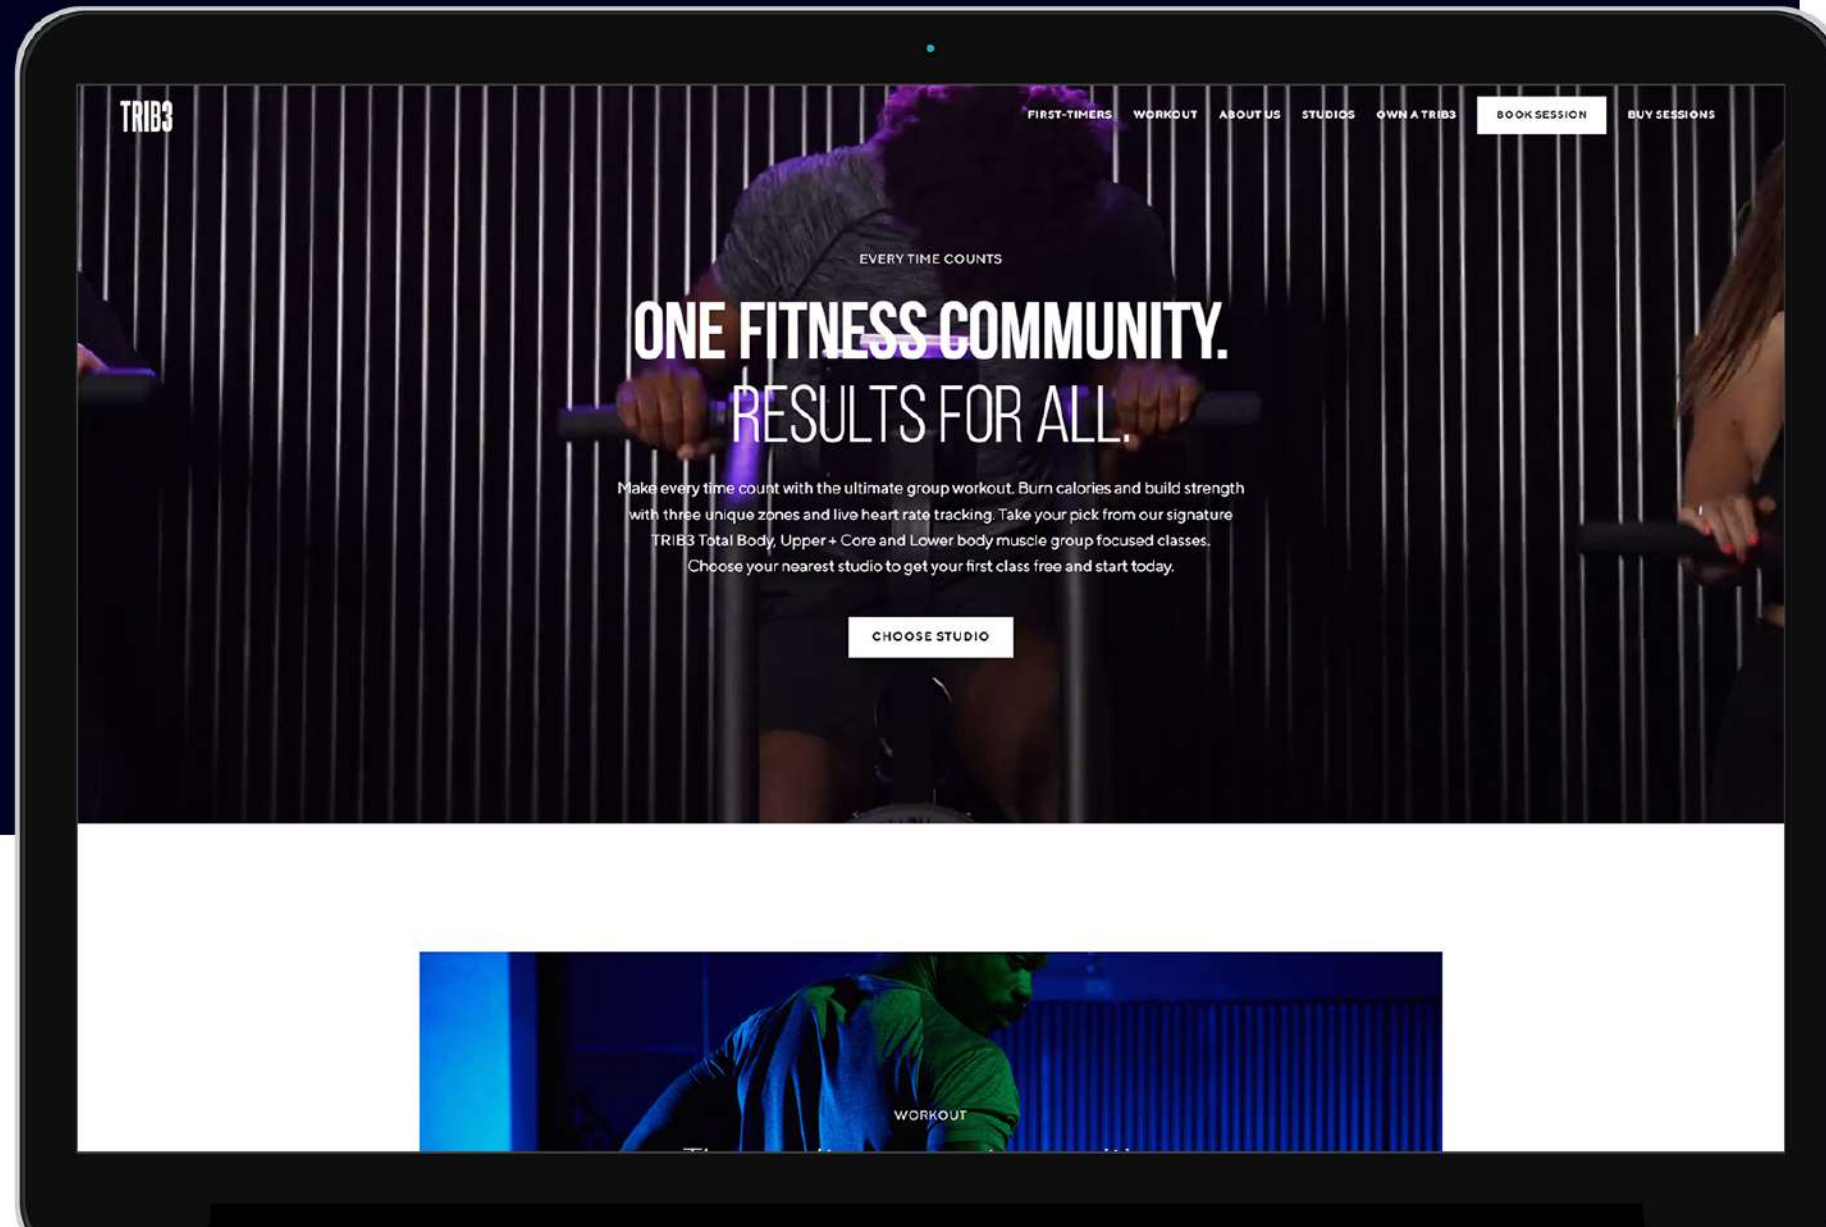 TRIB3
FIRST-TIMERS WORKOUT ABOUT US STUDIOS OWN A TRIB3 BOOK SESSION BUY SESSIONS
EVERY TIME COUNTS
ONE FITNESS COMMUNITY.
RESULTS FOR ALL.
Make every time count with the ultimate group workout. Burn calories and build strength
with three unique zones and live heart rate tracking. Take your pick from our signature
TRIB3 Total Body, Upper + Core and Lower body muscle group focused classes.
Choose your nearest studio to get your first class free and start today.
CHOOSE STUDIO
WORKOUT